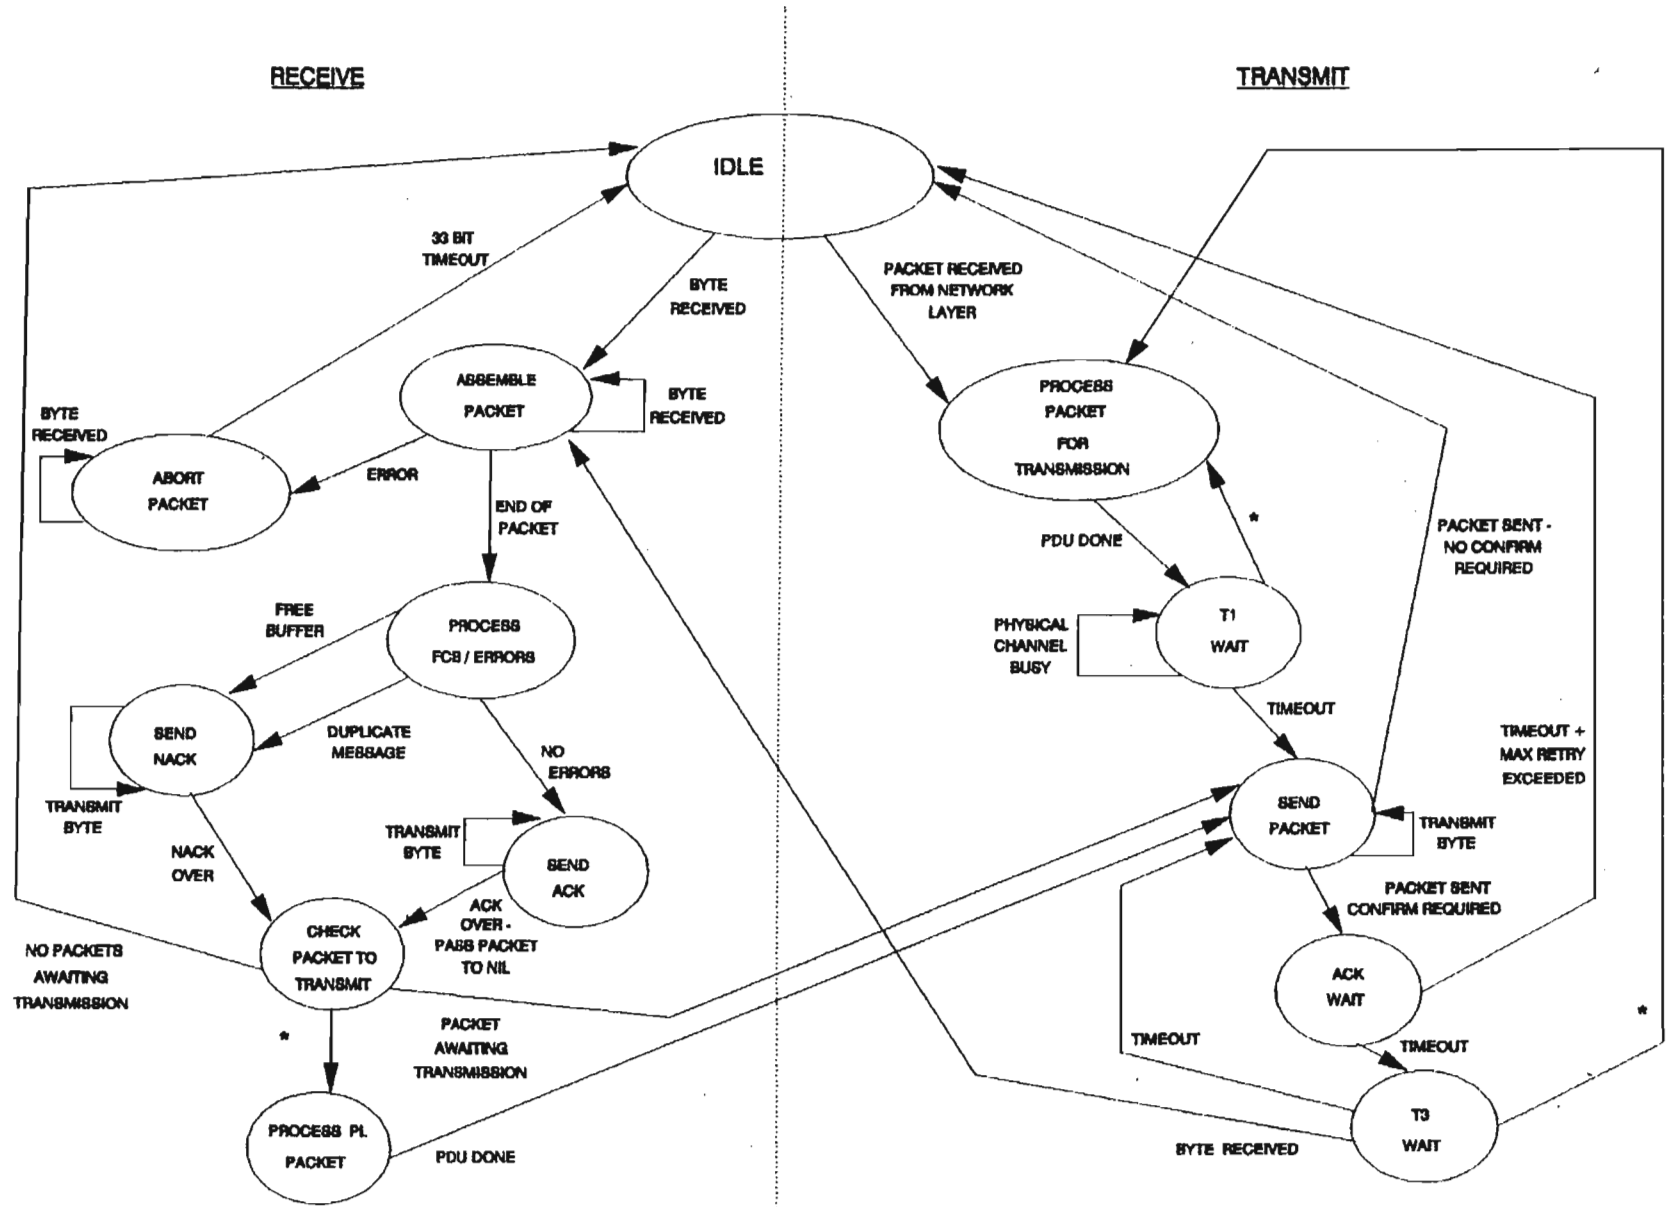 RECEIVE
TRANSMIT
IDLE
33 BIT
TIMEOUT
BYTE
RECEIVED
PACKET RECEIVED
FROM NETWORK
LAYER
ASSEMBLE
PACKET
BYTE
RECEIVED
BYTE
RECEIVED
ABORT
PACKET
ERROR
END OF
PACKET
PROCESS
PACKET
FOR
TRANSMISSION
*
PDU DONE
PACKET SENT -
NO CONFIRM
REQUIRED
FREE
BUFFER
PROCESS
FCS / ERRORS
PHYSICAL
CHANNEL
BUSY
T1
WAIT
SEND
NACK
DUPLICATE
MESSAGE
NO
ERRORS
TIMEOUT
TIMEOUT +
MAX RETRY
EXCEEDED
TRANSMIT
BYTE
TRANSMIT
BYTE
SEND
PACKET
TRANSMIT
BYTE
NACK
OVER
SEND
ACK
ACK
OVER -
PASS PACKET
TO NIL
PACKET SENT
CONFIRM REQUIRED
NO PACKETS
AWAITING
TRANSMISSION
CHECK
PACKET TO
TRANSMIT
ACK
WAIT
*
*
PACKET
AWAITING
TRANSMISSION
TIMEOUT
TIMEOUT
PROCESS PL
PACKET
PDU DONE
BYTE RECEIVED
T3
WAIT